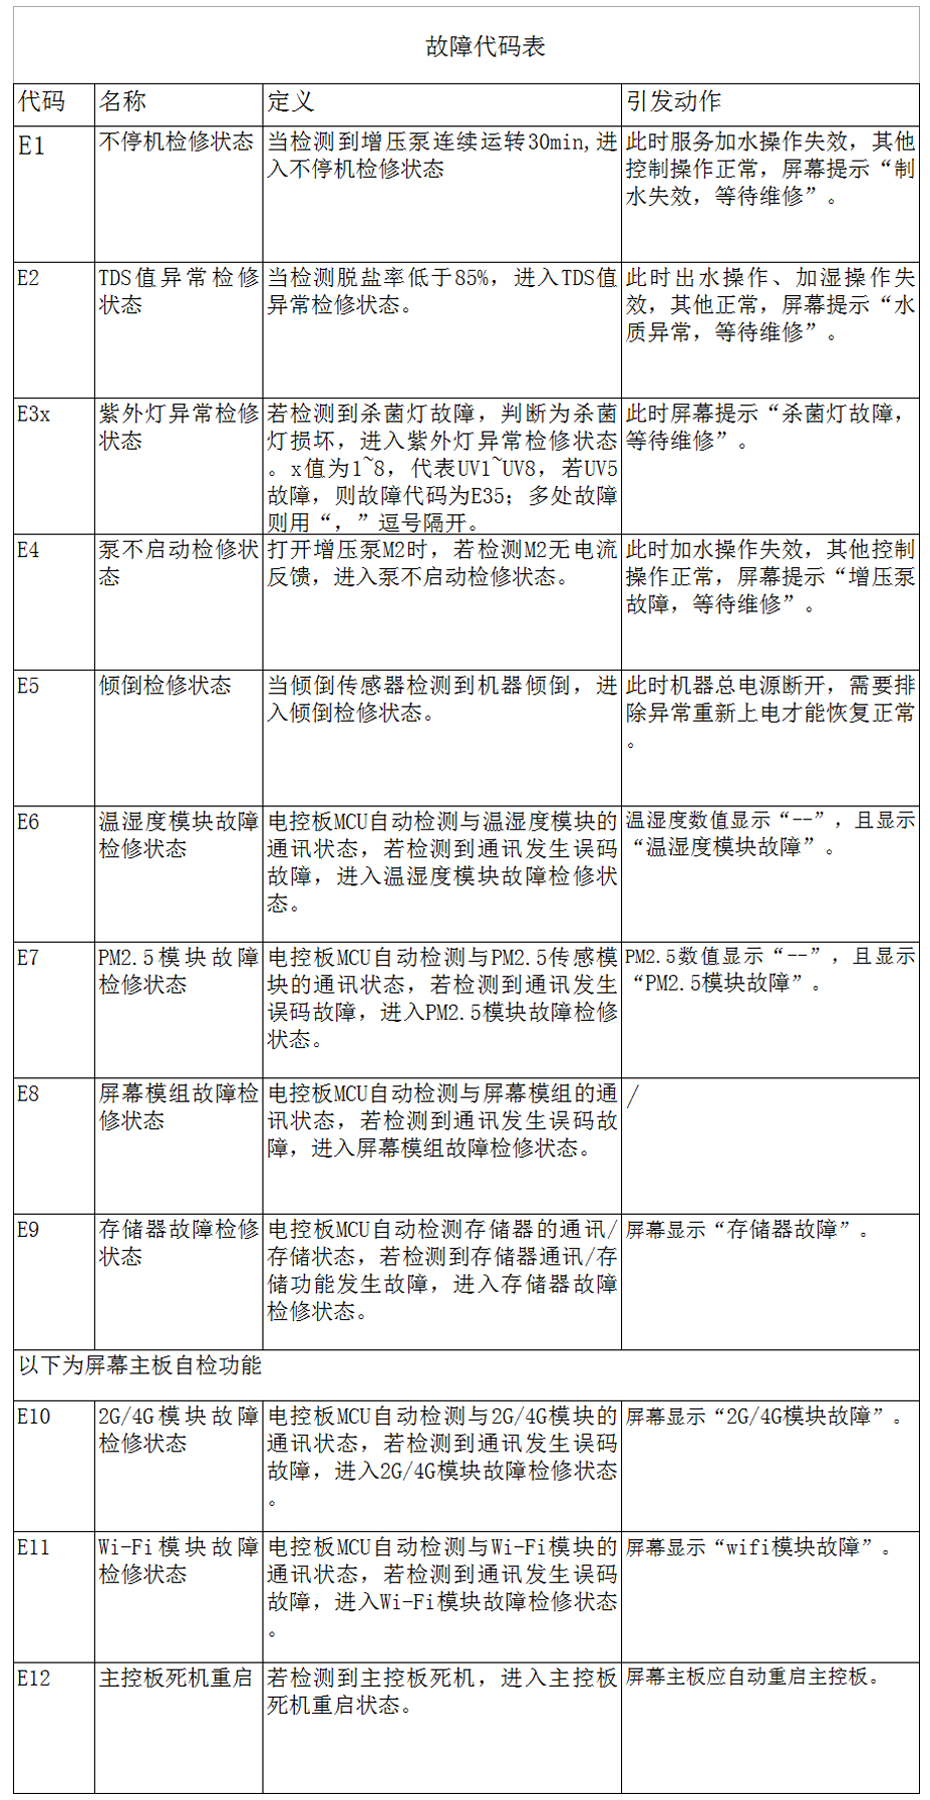 故障代码表
代码 名称 定义 引发动作
E1 不停机检修状态 当检测到增压泵连续运转30min,进 此时服务加水操作失效，其他
入不停机检修状态 控制操作正常，屏幕提示“制
水失效，等待维修”。
E2 TDS值异常检修 当检测脱盐率低于85%，进入TDS值 此时出水操作、加湿操作失
状态 异常检修状态。 效，其他正常，屏幕提示“水
质异常，等待维修”。
E3x 紫外灯异常检修 若检测到杀菌灯故障，判断为杀菌 此时屏幕提示“杀菌灯故障，
状态 灯损坏，进入紫外灯异常检修状态 等待维修”。
。x值为1~8，代表UV1~UV8，若UV5
故障，则故障代码为E35；多处故障
则用“，”逗号隔开。
E4 泵不启动检修状 打开增压泵M2时，若检测M2无电流 此时加水操作失效，其他控制
态 反馈，进入泵不启动检修状态。 操作正常，屏幕提示“增压泵
故障，等待维修”。
E5 倾倒检修状态 当倾倒传感器检测到机器倾倒，进 此时机器总电源断开，需要排
入倾倒检修状态。 除异常重新上电才能恢复正常
。
E6 温湿度模块故障 电控板MCU自动检测与温湿度模块的 温湿度数值显示“--”，且显示
检修状态 通讯状态，若检测到通讯发生误码 “温湿度模块故障”。
故障，进入温湿度模块故障检修状
态。
E7 PM2.5模块故障 电控板MCU自动检测与PM2.5传感模 PM2.5数值显示“--”，且显示
检修状态 块的通讯状态，若检测到通讯发生 “PM2.5模块故障”。
误码故障，进入PM2.5模块故障检修
状态。
E8 屏幕模组故障检 电控板MCU自动检测与屏幕模组的通 /
修状态 讯状态，若检测到通讯发生误码故
障，进入屏幕模组故障检修状态。
E9 存储器故障检修 电控板MCU自动检测存储器的通讯/ 屏幕显示“存储器故障”。
状态 存储状态，若检测到存储器通讯/存
储功能发生故障，进入存储器故障
检修状态。
以下为屏幕主板自检功能
E10 2G/4G模块故障 电控板MCU自动检测与2G/4G模块的 屏幕显示“2G/4G模块故障”。
检修状态 通讯状态，若检测到通讯发生误码
故障，进入2G/4G模块故障检修状态
。
E11 Wi-Fi模块故障 电控板MCU自动检测与Wi-Fi模块的 屏幕显示“wifi模块故障”。
检修状态 通讯状态，若检测到通讯发生误码
故障，进入Wi-Fi模块故障检修状态
。
E12 主控板死机重启 若检测到主控板死机，进入主控板 屏幕主板应自动重启主控板。
死机重启状态。